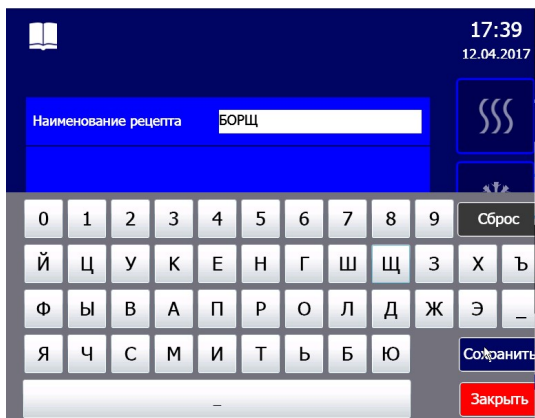 17:39
12.04.2017
Наименование рецепта БОРЩ
0 1 2 3 4 5 6 7 8 9 Сброс
Й Ц У К Е Н Г Ш Щ З Х Ъ
Ф Ы В А П Р О Л Д Ж Э _
Я Ч С М И Т Ь Б Ю Сохранить
_ Закрыть